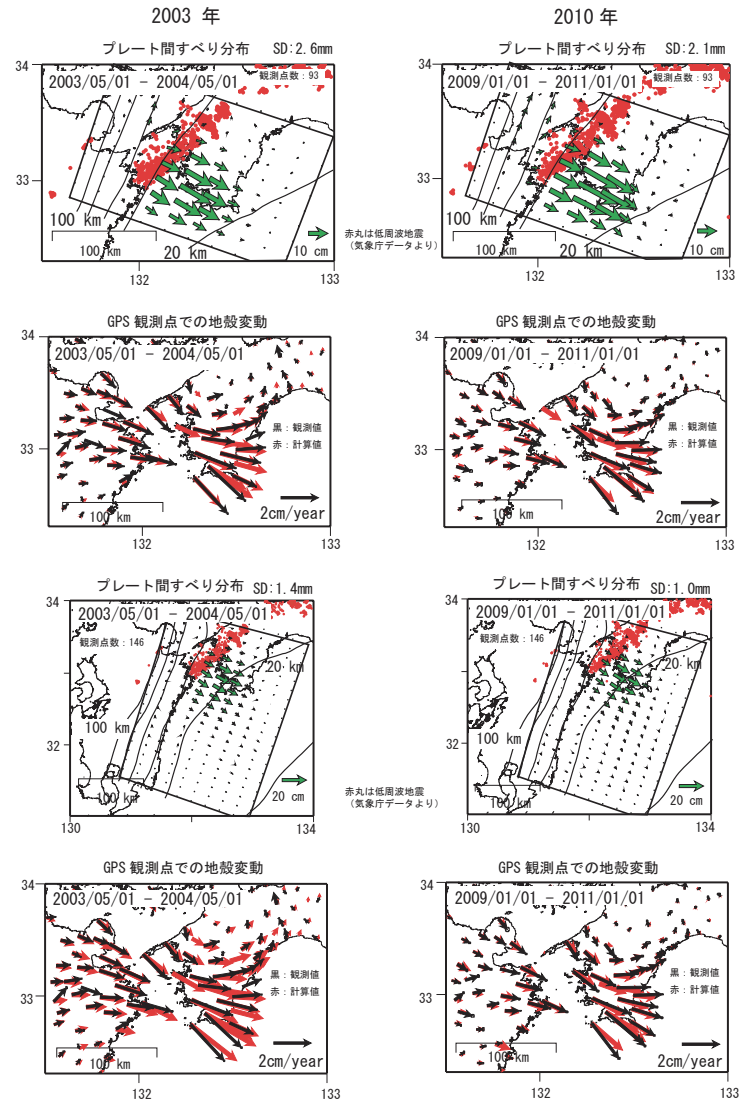 2003 年
2010 年
プレート間すべり分布 SD:2.6mm
プレート間すべり分布 SD:2.1mm
34
2003/05/01 − 2004/05/01
観測点数：93
33
100 km
100 km
20 km
10 cm
132
133
34
2009/01/01 − 2011/01/01
観測点数：93
33
100 km
100 km
20 km
10 cm
132
133
赤丸は低周波地震
（気象庁データより）
GPS 観測点での地殻変動
GPS 観測点での地殻変動
34
2003/05/01 − 2004/05/01
黒：観測値
赤：計算値
33
100 km
2cm/year
132
133
34
2009/01/01 − 2011/01/01
黒：観測値
赤：計算値
33
100 km
2cm/year
132
133
プレート間すべり分布 SD:1.4mm
プレート間すべり分布 SD:1.0mm
34
2003/05/01 − 2004/05/01
観測点数：146
33
20 km
100 km
32
100 km
20 cm
130
134
34
2009/01/01 − 2011/01/01
観測点数：146
33
20 km
100 km
32
100 km
20 cm
130
134
赤丸は低周波地震
（気象庁データより）
GPS 観測点での地殻変動
GPS 観測点での地殻変動
34
2003/05/01 − 2004/05/01
黒：観測値
赤：計算値
33
100 km
2cm/year
132
133
34
2009/01/01 − 2011/01/01
黒：観測値
赤：計算値
33
100 km
2cm/year
132
133